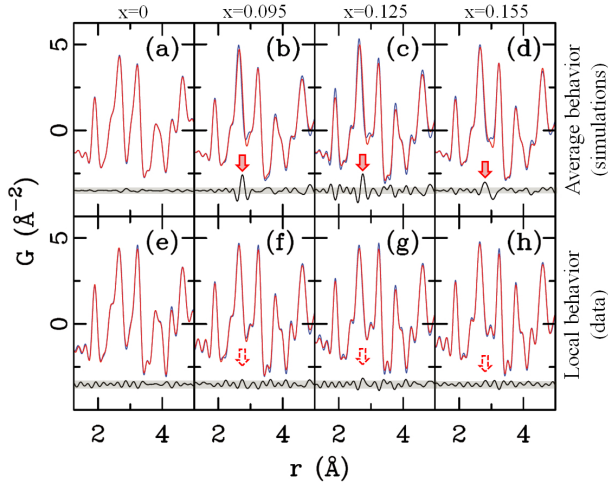 x=0 x=0.095 x=0.125 x=0.155
(a) (b) (c) (d)
5
0
Average behavior
(simulations)
G (Å⁻²)
(e) (f) (g) (h)
5
0
Local behavior
(data)
2 4 2 4 2 4 2 4
r (Å)